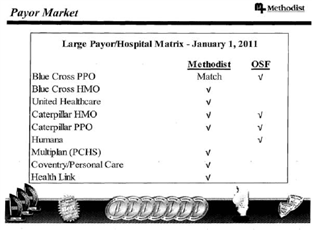 Payor Market
Methodist
Large Payor/Hospital Matrix - January 1, 2011
Methodist OSF
Blue Cross PPO Match √
Blue Cross HMO √
United Healthcare √
Caterpillar HMO √ √
Caterpillar PPO √ √
Humana √
Multiplan (PCHS) √
Coventry/Personal Care √
Health Link √